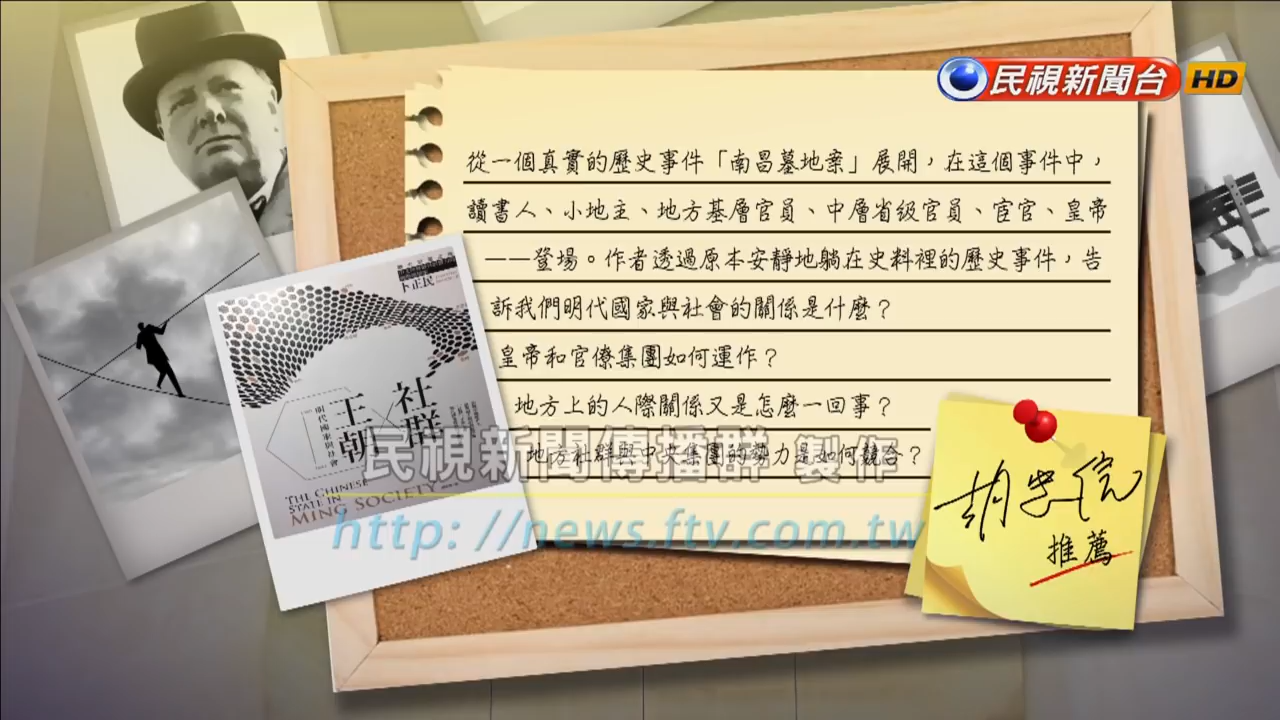 民視新聞台 HD
從一個真實的歷史事件「南昌墓地案」展開，在這個事件中，
讀書人、小地主、地方基層官員、中層省級官員、宦官、皇帝
——登場。作者透過原本安靜地躺在史料裡的歷史事件，告
訴我們明代國家與社會的關係是什麼？
皇帝和官僚集團如何運作？
地方上的人際關係又是怎麼一回事？
地方社群與中央集團的勢力是如何競合？
卜正民
社群
王朝
明代國家與社會
THE CHINESE
STATE IN
MING SOCIETY
胡忠信
推薦
民視新聞傳播群 製作
http: //news.ftv.com.tw